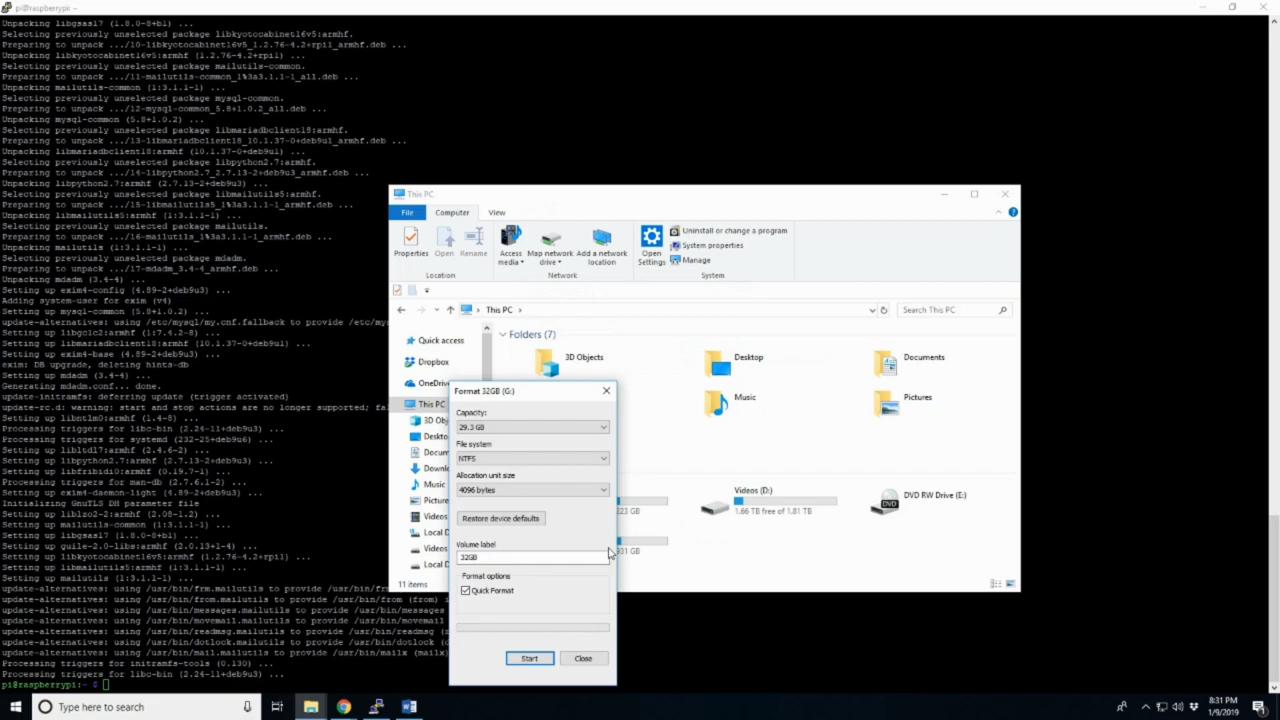 pi@raspberrypi: ~
Unpacking libgsasl7 (1.8.0-8+b1) ...
Selecting previously unselected package libkyotocabinet16v5:armhf.
Preparing to unpack .../10-libkyotocabinet16v5_1.2.76-4.2+rpi1_armhf.deb ...
Unpacking libkyotocabinet16v5:armhf (1.2.76-4.2+rpi1) ...
Selecting previously unselected package mailutils-common.
Preparing to unpack .../11-mailutils-common_1%3a3.1.1-1_all.deb ...
Unpacking mailutils-common (1:3.1.1-1) ...
Selecting previously unselected package mysql-common.
Preparing to unpack .../12-mysql-common_5.8+1.0.2_all.deb ...
Unpacking mysql-common (5.8+1.0.2) ...
Selecting previously unselected package libmariadbclient18:armhf.
Preparing to unpack .../13-libmariadbclient18_10.1.37-0+deb9u1_armhf.deb ...
Unpacking libmariadbclient18:armhf (10.1.37-0+deb9u1) ...
Selecting previously unselected package libpython2.7:armhf.
Preparing to unpack .../14-libpython2.7_2.7.13-2+deb9u3_armhf.deb ...
Unpacking libpython2.7:armhf (2.7.13-2+deb9u3) ...
Selecting previously unselected package libmailutils5:armhf.
Preparing to unpack .../15-libmailutils5_1%3a3.1.1-1_armhf.deb ...
Unpacking libmailutils5:armhf (1:3.1.1-1) ...
Selecting previously unselected package mailutils.
Preparing to unpack .../16-mailutils_1%3a3.1.1-1_armhf.deb ...
Unpacking mailutils (1:3.1.1-1) ...
Selecting previously unselected package mdadm.
Preparing to unpack .../17-mdadm_3.4-4_armhf.deb ...
Unpacking mdadm (3.4-4) ...
Setting up exim4-config (4.89-2+deb9u3) ...
Adding system-user for exim (v4)
Setting up mysql-common (5.8+1.0.2) ...
update-alternatives: using /etc/mysql/my.cnf.fallback to provide /etc/my
Setting up libgc1c2:armhf (1:7.4.2-8) ...
Setting up libmariadbclient18:armhf (10.1.37-0+deb9u1) ...
Setting up exim4-base (4.89-2+deb9u3) ...
exim: DB upgrade, deleting hints-db
Setting up mdadm (3.4-4) ...
Generating mdadm.conf... done.
update-initramfs: deferring update (trigger activated)
update-rc.d: warning: start and stop actions are no longer supported; fal
Setting up libntlm0:armhf (1.4-8) ...
Processing triggers for libc-bin (2.24-11+deb9u3) ...
Processing triggers for systemd (232-25+deb9u6) ...
Setting up libltdl7:armhf (2.4.6-2) ...
Setting up libpython2.7:armhf (2.7.13-2+deb9u3) ...
Setting up libfribidi0:armhf (0.19.7-1) ...
Processing triggers for man-db (2.7.6.1-2) ...
Setting up exim4-daemon-light (4.89-2+deb9u3) ...
Initializing GnuTLS DH parameter file
Setting up liblzo2-2:armhf (2.08-1.2) ...
Setting up mailutils-common (1:3.1.1-1) ...
Setting up libgsasl7 (1.8.0-8+b1) ...
Setting up guile-2.0-libs:armhf (2.0.13+1-4) ...
Setting up libkyotocabinet16v5:armhf (1.2.76-4.2+rpi1) ...
Setting up libmailutils5:armhf (1:3.1.1-1) ...
Setting up mailutils (1:3.1.1-1) ...
update-alternatives: using /usr/bin/frm.mailutils to provide /usr/bin/frm
update-alternatives: using /usr/bin/from.mailutils to provide /usr/bin/from (from) i
update-alternatives: using /usr/bin/messages.mailutils to provide /usr/bin/messages
update-alternatives: using /usr/bin/movemail.mailutils to provide /usr/bin/movemail
update-alternatives: using /usr/bin/readmsg.mailutils to provide /usr/bin/readmsg (
update-alternatives: using /usr/bin/dotlock.mailutils to provide /usr/bin/dotlock (d
update-alternatives: using /usr/bin/mail.mailutils to provide /usr/bin/mailx (mailx)
Processing triggers for initramfs-tools (0.130) ...
Processing triggers for libc-bin (2.24-11+deb9u3) ...
pi@raspberrypi:~ $
This PC
File Computer View
Properties Open Rename
Access media Map network drive Add a network location
Open Settings
Uninstall or change a program
System properties
Manage
Location Network System
This PC
Search This PC
Quick access
Dropbox
OneDriv
This PC
3D Obj
Deskto
Docum
Downlo
Music
Picture
Videos
Local D
Videos
Local D
11 items
Folders (7)
3D Objects Desktop Documents
Music Pictures
223 GB
Videos (D:)
1.66 TB free of 1.81 TB
DVD RW Drive (E:)
DVD
931 GB
Format 32GB (G:)
Capacity:
29.3 GB
File system
NTFS
Allocation unit size
4096 bytes
Restore device defaults
Volume label
32GB
Format options
Quick Format
Start Close
Type here to search
8:31 PM
1/9/2019